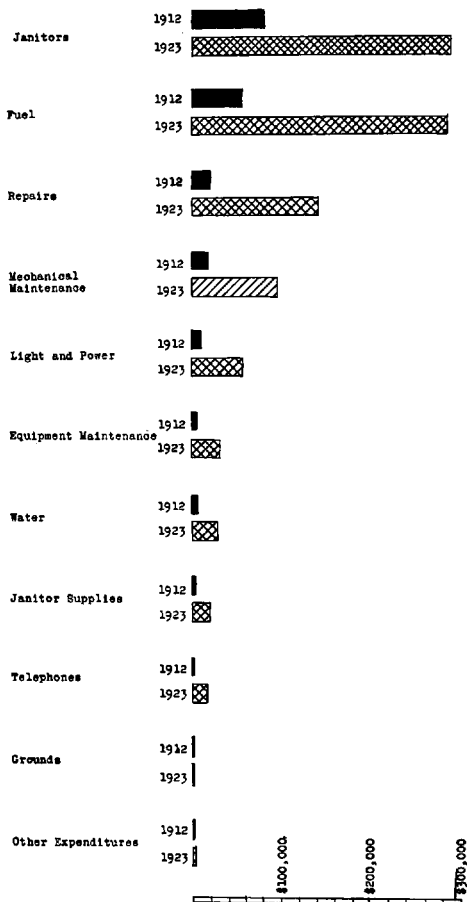 1912
Janitors
1923
1912
Fuel
1923
1912
Repairs
1923
1912
Mechanical
Maintenance
1923
1912
Light and Power
1923
1912
Equipment Maintenance
1923
1912
Water
1923
1912
Janitor Supplies
1923
1912
Telephones
1923
1912
Grounds
1923
1912
Other Expenditures
1923
$100,000
$200,000
$300,000